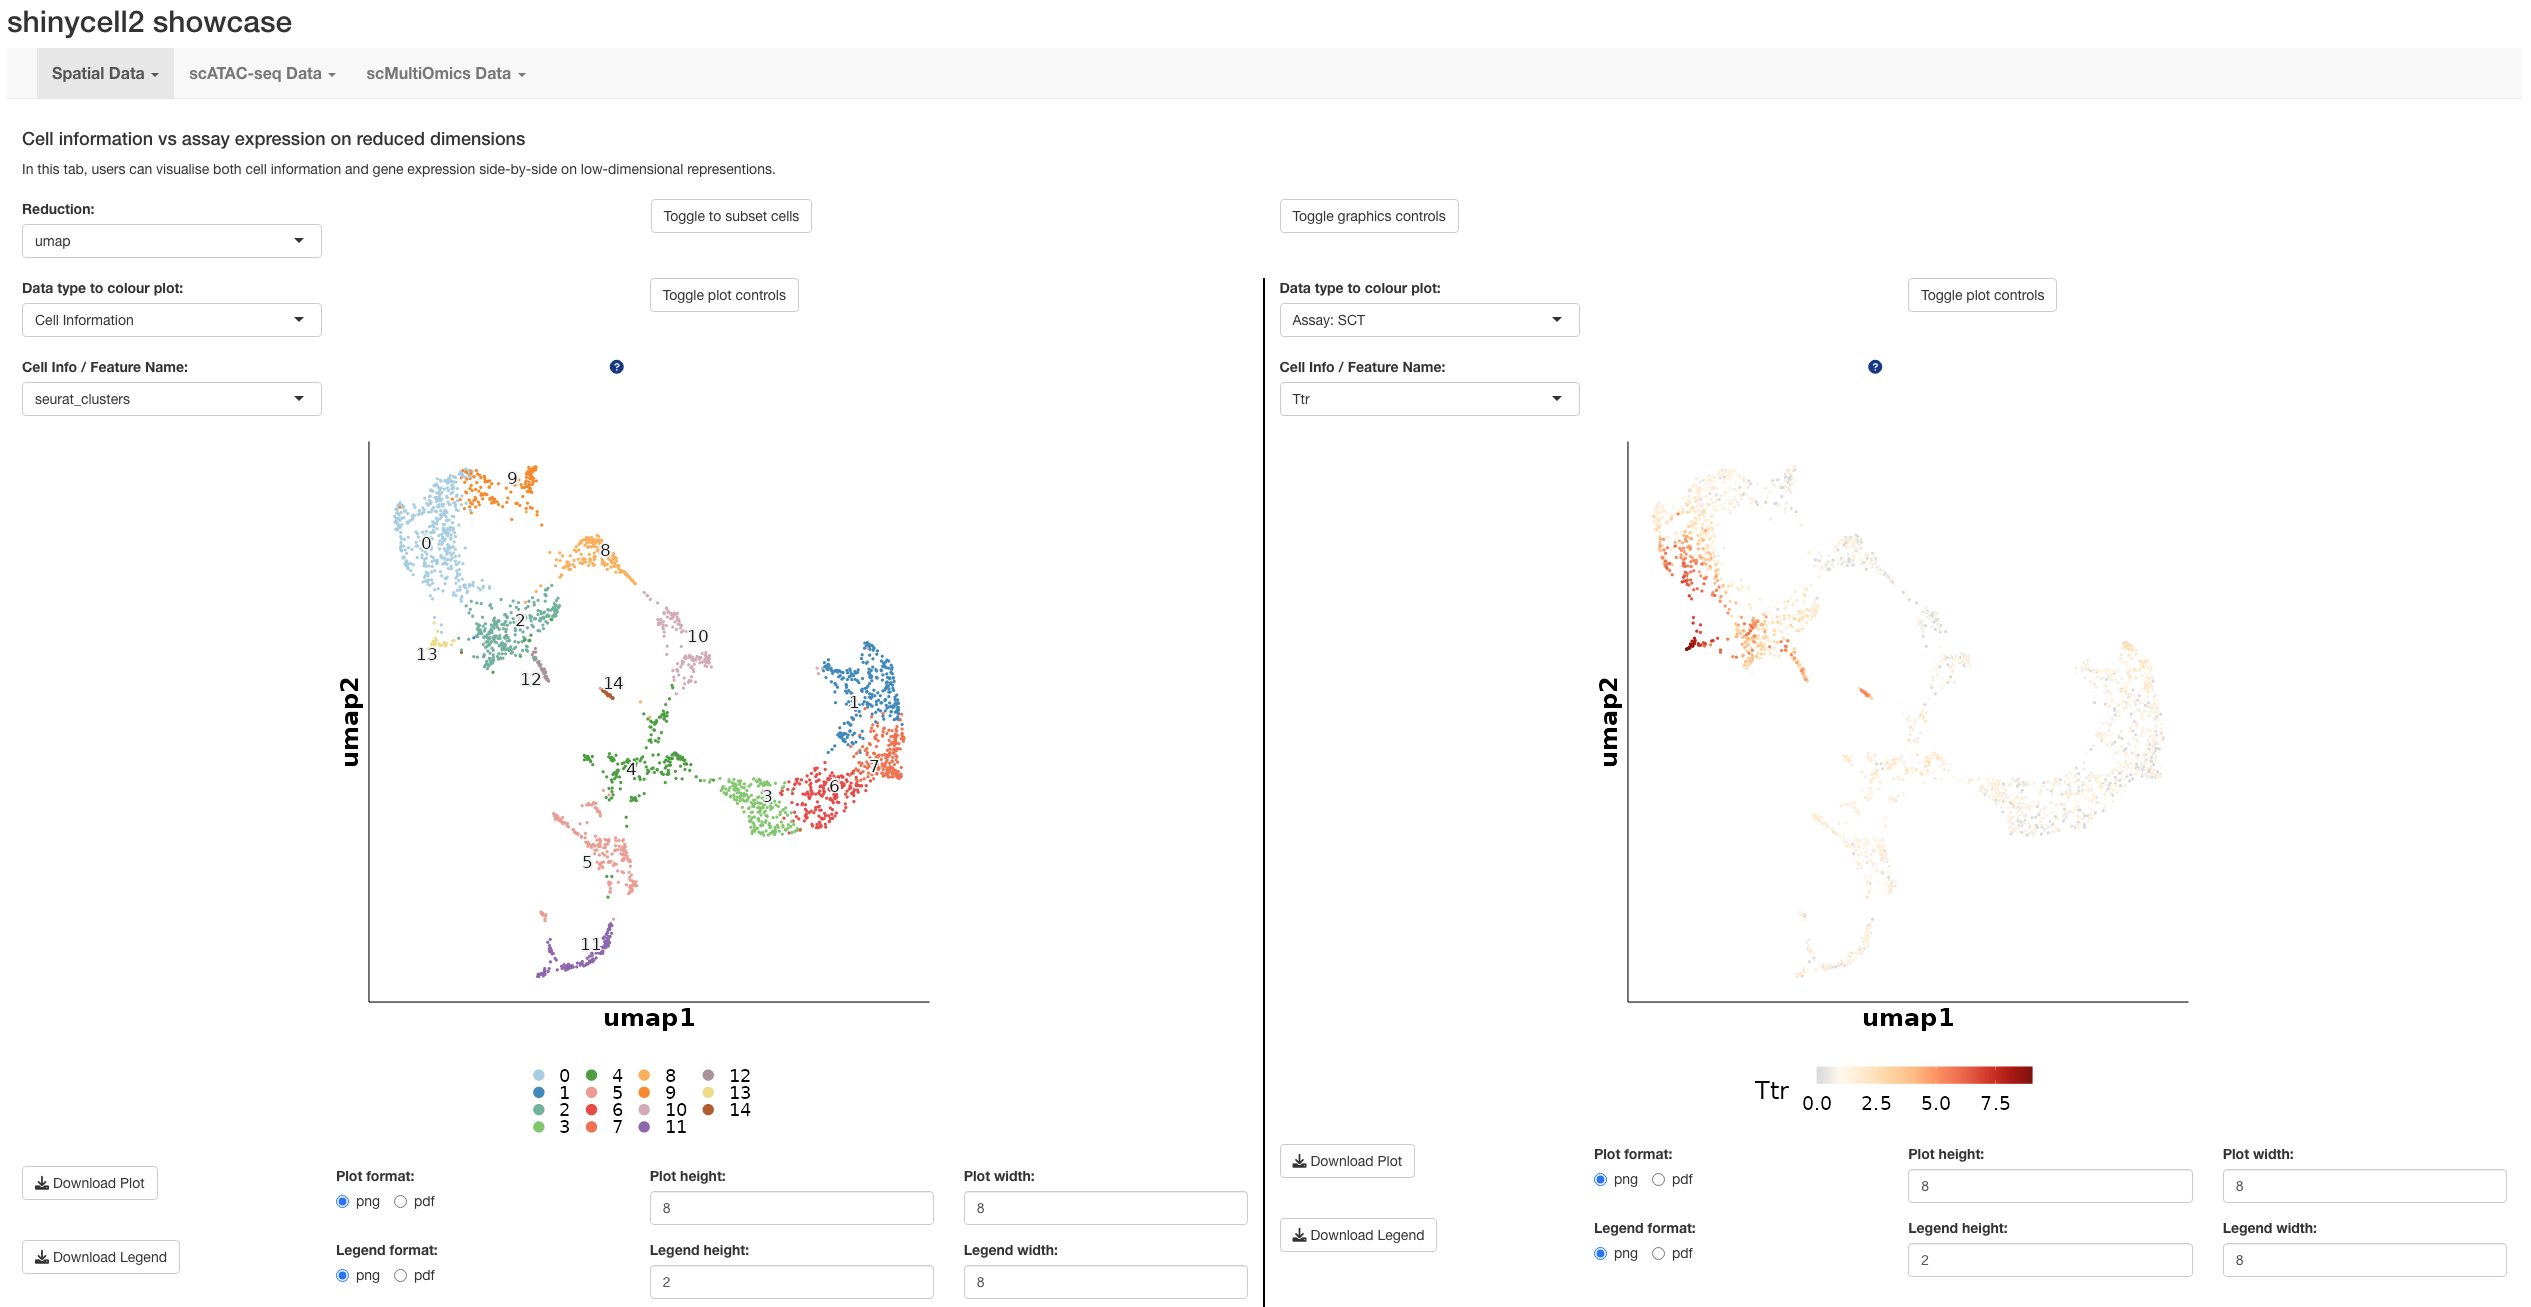 shinycell2 showcase
Spatial Data scATAC-seq Data scMultiOmics Data
Cell information vs assay expression on reduced dimensions
In this tab, users can visualise both cell information and gene expression side-by-side on low-dimensional representions.
Reduction:
umap
Toggle to subset cells
Toggle graphics controls
Data type to colour plot:
Cell Information
Toggle plot controls
Cell Info / Feature Name:
?
seurat_clusters
9
0
8
2
10
13
12
14
1
4
7
6
3
5
11
umap2
umap1
0 4 8 12
1 5 9 13
2 6 10 14
3 7 11
Download Plot
Plot format:
png pdf
Plot height:
8
Plot width:
8
Download Legend
Legend format:
png pdf
Legend height:
2
Legend width:
8
Data type to colour plot:
Assay: SCT
Toggle plot controls
Cell Info / Feature Name:
?
Ttr
umap2
umap1
Ttr
0.0 2.5 5.0 7.5
Download Plot
Plot format:
png pdf
Plot height:
8
Plot width:
8
Download Legend
Legend format:
png pdf
Legend height:
2
Legend width:
8